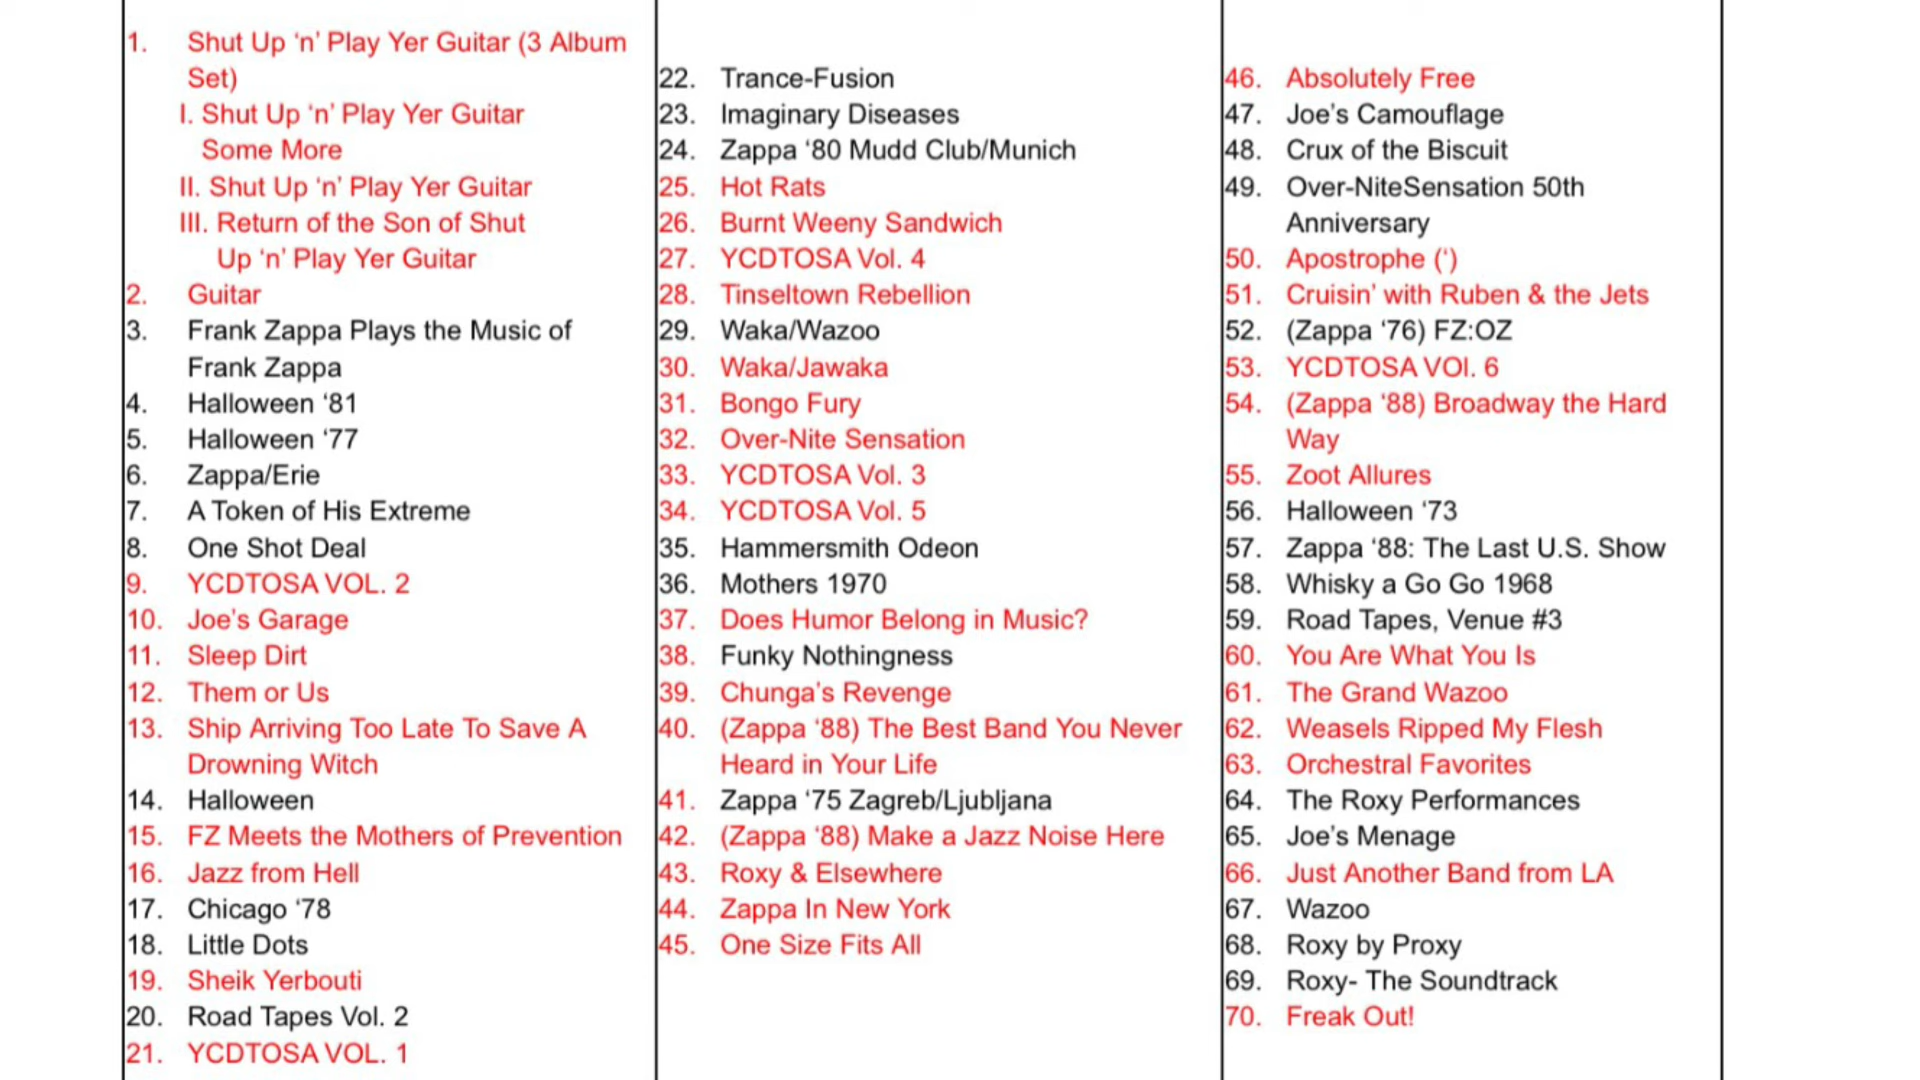 1. Shut Up ‘n’ Play Yer Guitar (3 Album
Set)
I. Shut Up ‘n’ Play Yer Guitar
Some More
II. Shut Up ‘n’ Play Yer Guitar
III. Return of the Son of Shut
Up ‘n’ Play Yer Guitar
2. Guitar
3. Frank Zappa Plays the Music of
Frank Zappa
4. Halloween ‘81
5. Halloween ‘77
6. Zappa/Erie
7. A Token of His Extreme
8. One Shot Deal
9. YCDTOSA VOL. 2
10. Joe’s Garage
11. Sleep Dirt
12. Them or Us
13. Ship Arriving Too Late To Save A
Drowning Witch
14. Halloween
15. FZ Meets the Mothers of Prevention
16. Jazz from Hell
17. Chicago ‘78
18. Little Dots
19. Sheik Yerbouti
20. Road Tapes Vol. 2
21. YCDTOSA VOL. 1
22. Trance-Fusion
23. Imaginary Diseases
24. Zappa ‘80 Mudd Club/Munich
25. Hot Rats
26. Burnt Weeny Sandwich
27. YCDTOSA Vol. 4
28. Tinseltown Rebellion
29. Waka/Wazoo
30. Waka/Jawaka
31. Bongo Fury
32. Over-Nite Sensation
33. YCDTOSA Vol. 3
34. YCDTOSA Vol. 5
35. Hammersmith Odeon
36. Mothers 1970
37. Does Humor Belong in Music?
38. Funky Nothingness
39. Chunga’s Revenge
40. (Zappa ‘88) The Best Band You Never
Heard in Your Life
41. Zappa ‘75 Zagreb/Ljubljana
42. (Zappa ‘88) Make a Jazz Noise Here
43. Roxy & Elsewhere
44. Zappa In New York
45. One Size Fits All
46. Absolutely Free
47. Joe’s Camouflage
48. Crux of the Biscuit
49. Over-NiteSensation 50th
Anniversary
50. Apostrophe (‘)
51. Cruisin’ with Ruben & the Jets
52. (Zappa ‘76) FZ:OZ
53. YCDTOSA VOl. 6
54. (Zappa ‘88) Broadway the Hard
Way
55. Zoot Allures
56. Halloween ‘73
57. Zappa ‘88: The Last U.S. Show
58. Whisky a Go Go 1968
59. Road Tapes, Venue #3
60. You Are What You Is
61. The Grand Wazoo
62. Weasels Ripped My Flesh
63. Orchestral Favorites
64. The Roxy Performances
65. Joe’s Menage
66. Just Another Band from LA
67. Wazoo
68. Roxy by Proxy
69. Roxy- The Soundtrack
70. Freak Out!